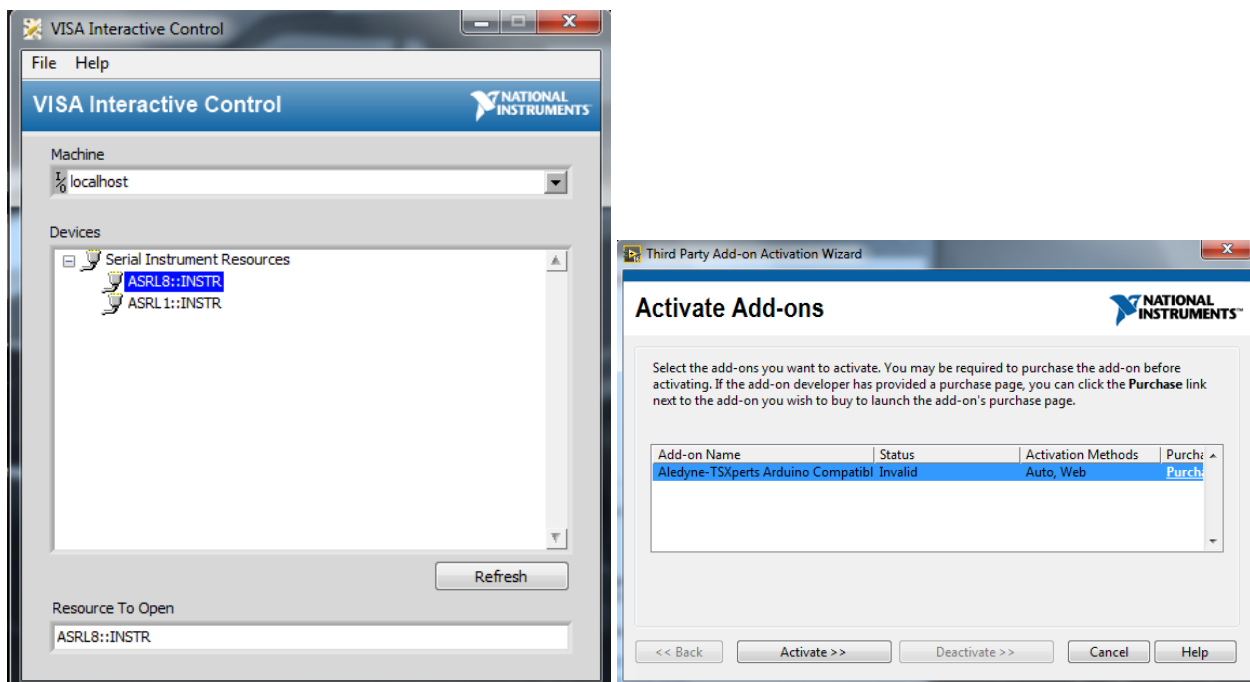 VISA Interactive Control
File Help
VISA Interactive Control
NATIONAL
INSTRUMENTS
Machine
localhost
Devices
Serial Instrument Resources
ASRL8::INSTR
ASRL1::INSTR
Refresh
Resource To Open
ASRL8::INSTR
Third Party Add-on Activation Wizard
Activate Add-ons
NATIONAL
INSTRUMENTS™
Select the add-ons you want to activate. You may be required to purchase the add-on before
activating. If the add-on developer has provided a purchase page, you can click the Purchase link
next to the add-on you wish to buy to launch the add-on's purchase page.
Add-on Name Status Activation Methods Purcha
Aledyne-TSXperts Arduino Compatibl Invalid Auto, Web Purcha
<< Back Activate >> Deactivate >> Cancel Help